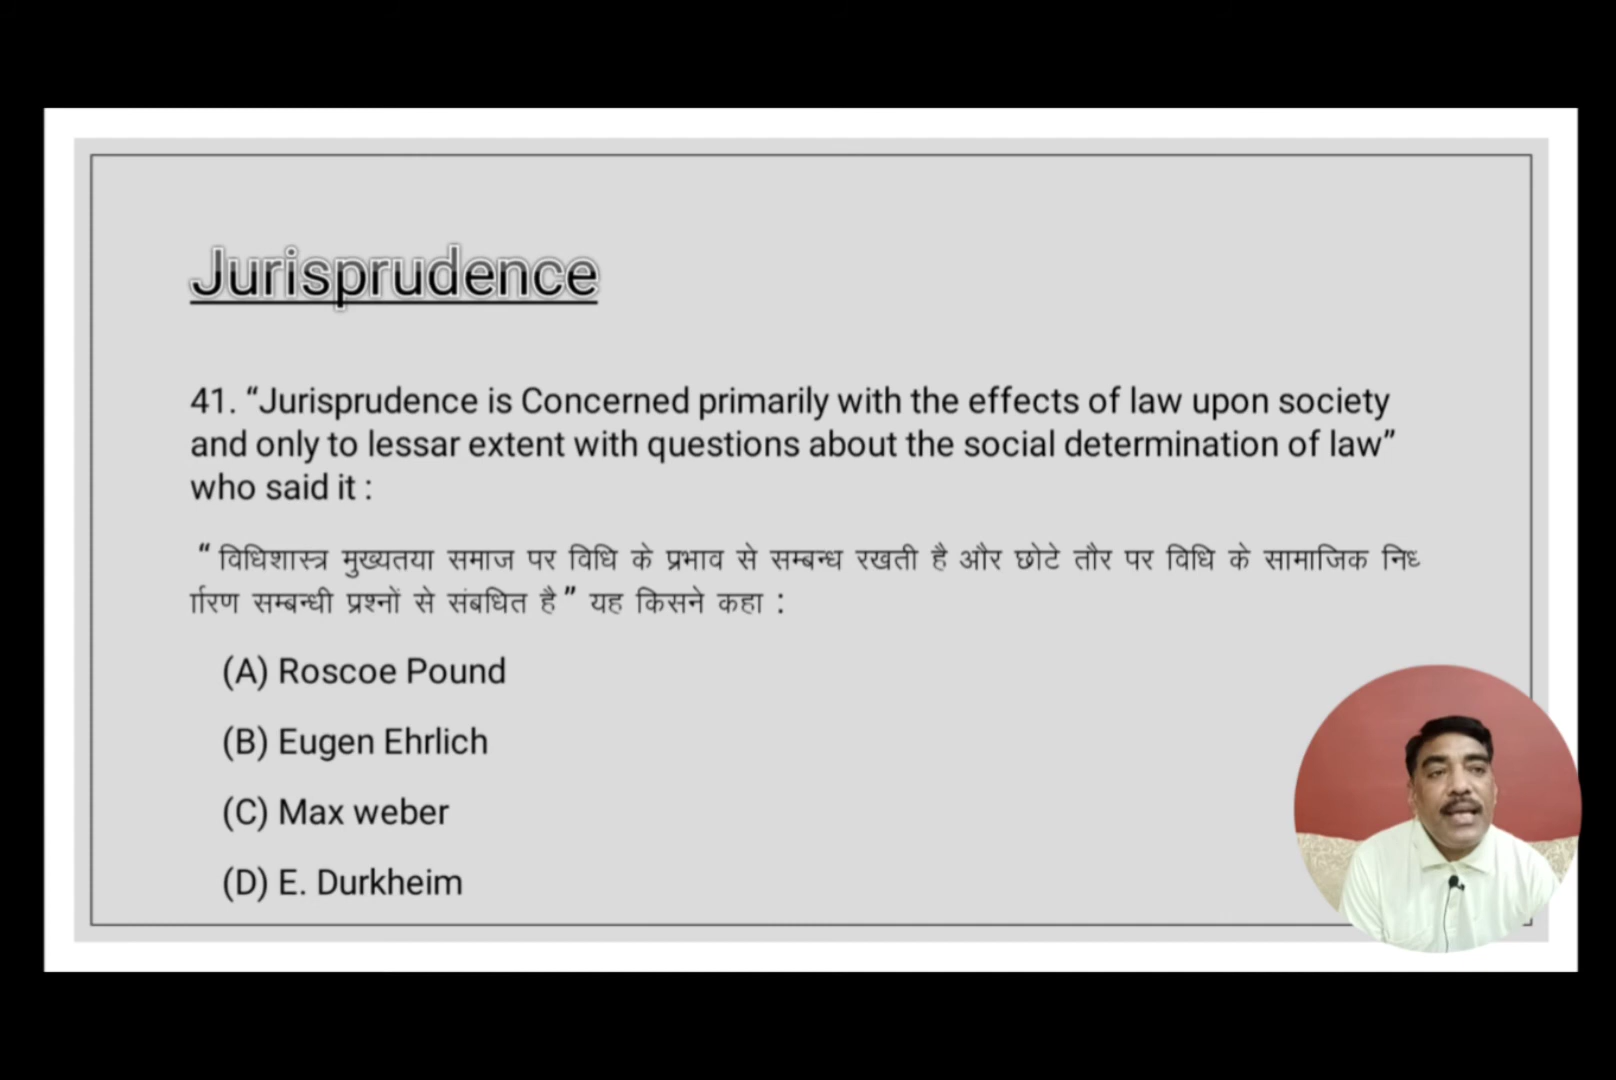 Jurisprudence
41. “Jurisprudence is Concerned primarily with the effects of law upon society
and only to lessar extent with questions about the social determination of law”
who said it :
“ विधिशास्त्र मुख्यतया समाज पर विधि के प्रभाव से सम्बन्ध रखती है और छोटे तौर पर विधि के सामाजिक निध
र्ारण सम्बन्धी प्रश्नों से संबधित है ” यह किसने कहा :
(A) Roscoe Pound
(B) Eugen Ehrlich
(C) Max weber
(D) E. Durkheim